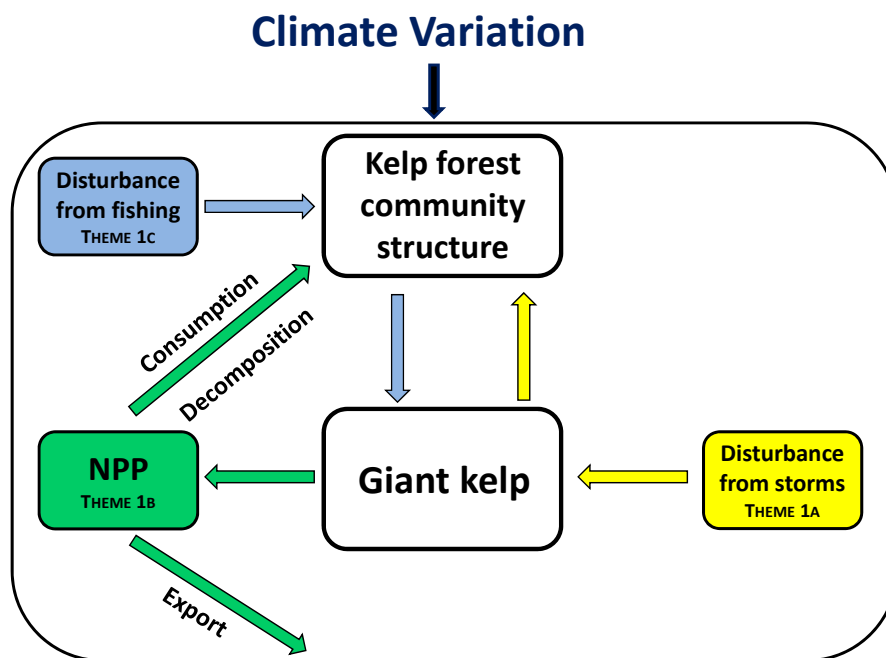 Climate Variation
Kelp forest
community
structure
Disturbance
from fishing
THEME 1C
Consumption
Decomposition
NPP
THEME 1B
Giant kelp
Disturbance
from storms
THEME 1A
Export